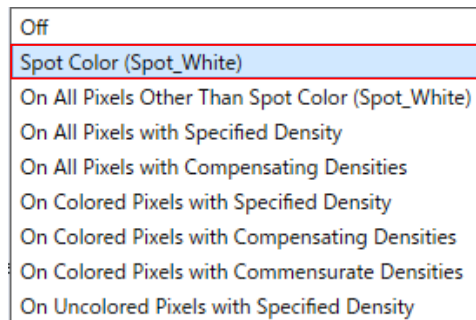 Off
Spot Color (Spot_White)
On All Pixels Other Than Spot Color (Spot_White)
On All Pixels with Specified Density
On All Pixels with Compensating Densities
On Colored Pixels with Specified Density
On Colored Pixels with Compensating Densities
On Colored Pixels with Commensurate Densities
On Uncolored Pixels with Specified Density